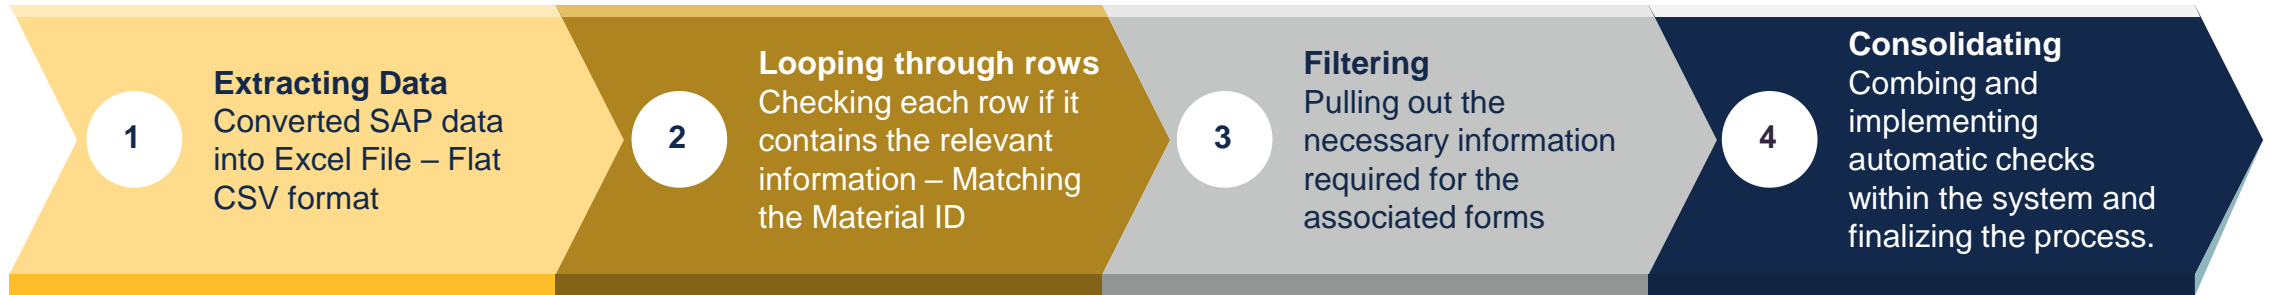 1
Extracting Data
Converted SAP data
into Excel File – Flat
CSV format
2
Looping through rows
Checking each row if it
contains the relevant
information – Matching
the Material ID
3
Filtering
Pulling out the
necessary information
required for the
associated forms
4
Consolidating
Combing and
implementing
automatic checks
within the system and
finalizing the process.